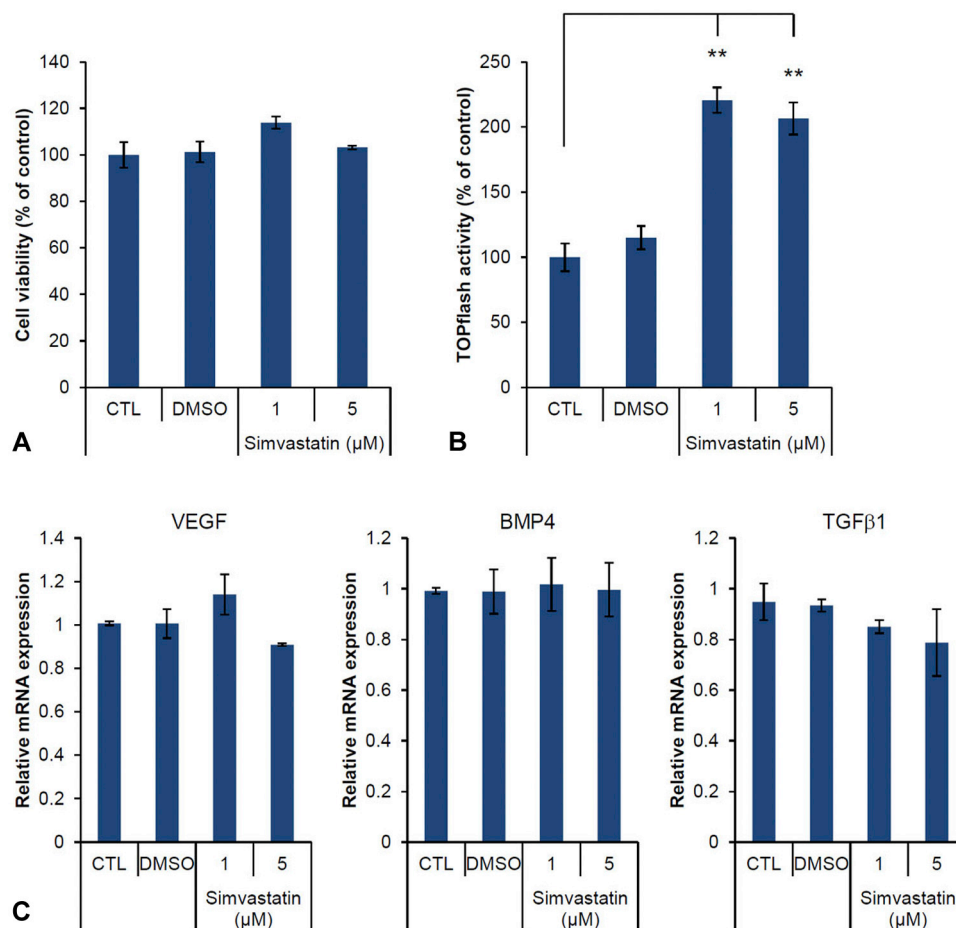 Cell viability (% of control)
140
120
100
80
60
40
20
0
CTL DMSO 1 5
Simvastatin (µM)
A
TOPflash activity (% of control)
250
200
150
100
50
0
** **
CTL DMSO 1 5
Simvastatin (µM)
B
VEGF
Relative mRNA expression
1.4
1.2
1
0.8
0.6
0.4
0.2
0
CTL DMSO 1 5
Simvastatin
(µM)
BMP4
Relative mRNA expression
1.2
1
0.8
0.6
0.4
0.2
0
CTL DMSO 1 5
Simvastatin
(µM)
TGFβ1
Relative mRNA expression
1.2
1
0.8
0.6
0.4
0.2
0
CTL DMSO 1 5
Simvastatin
(µM)
C